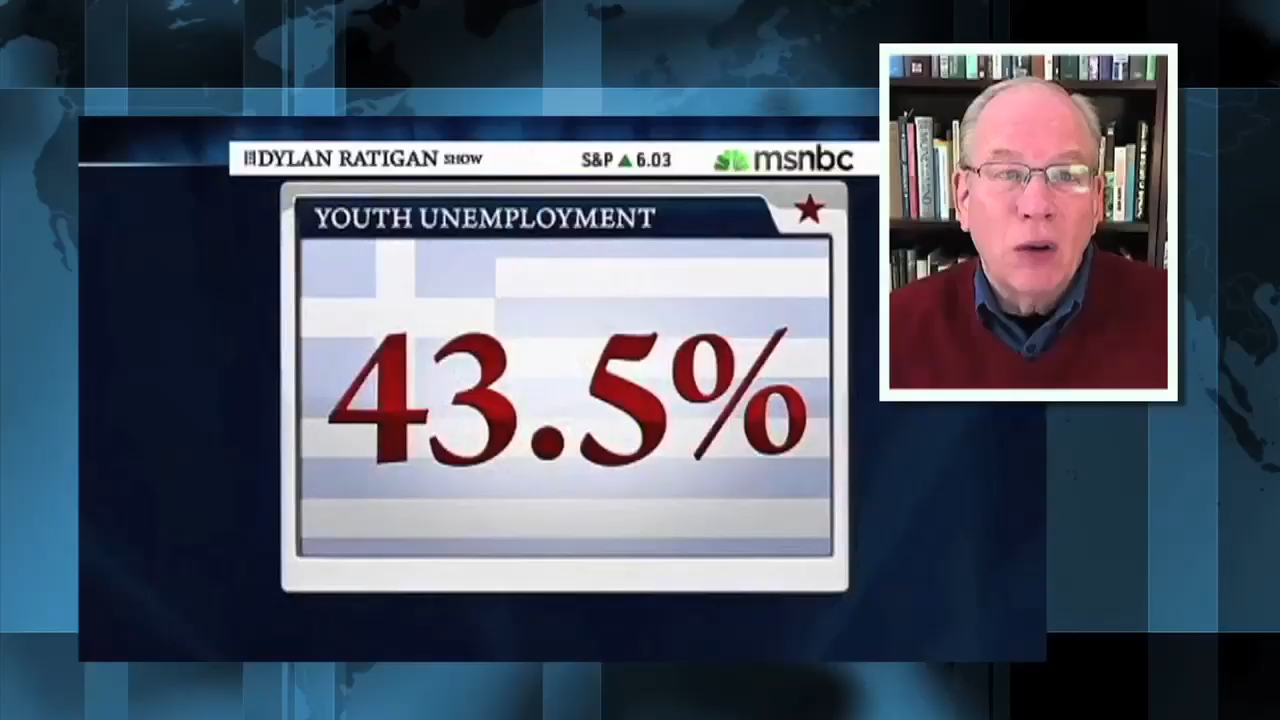 THE DYLAN RATIGAN SHOW
S&P ▲ 6.03
msnbc
YOUTH UNEMPLOYMENT
43.5%